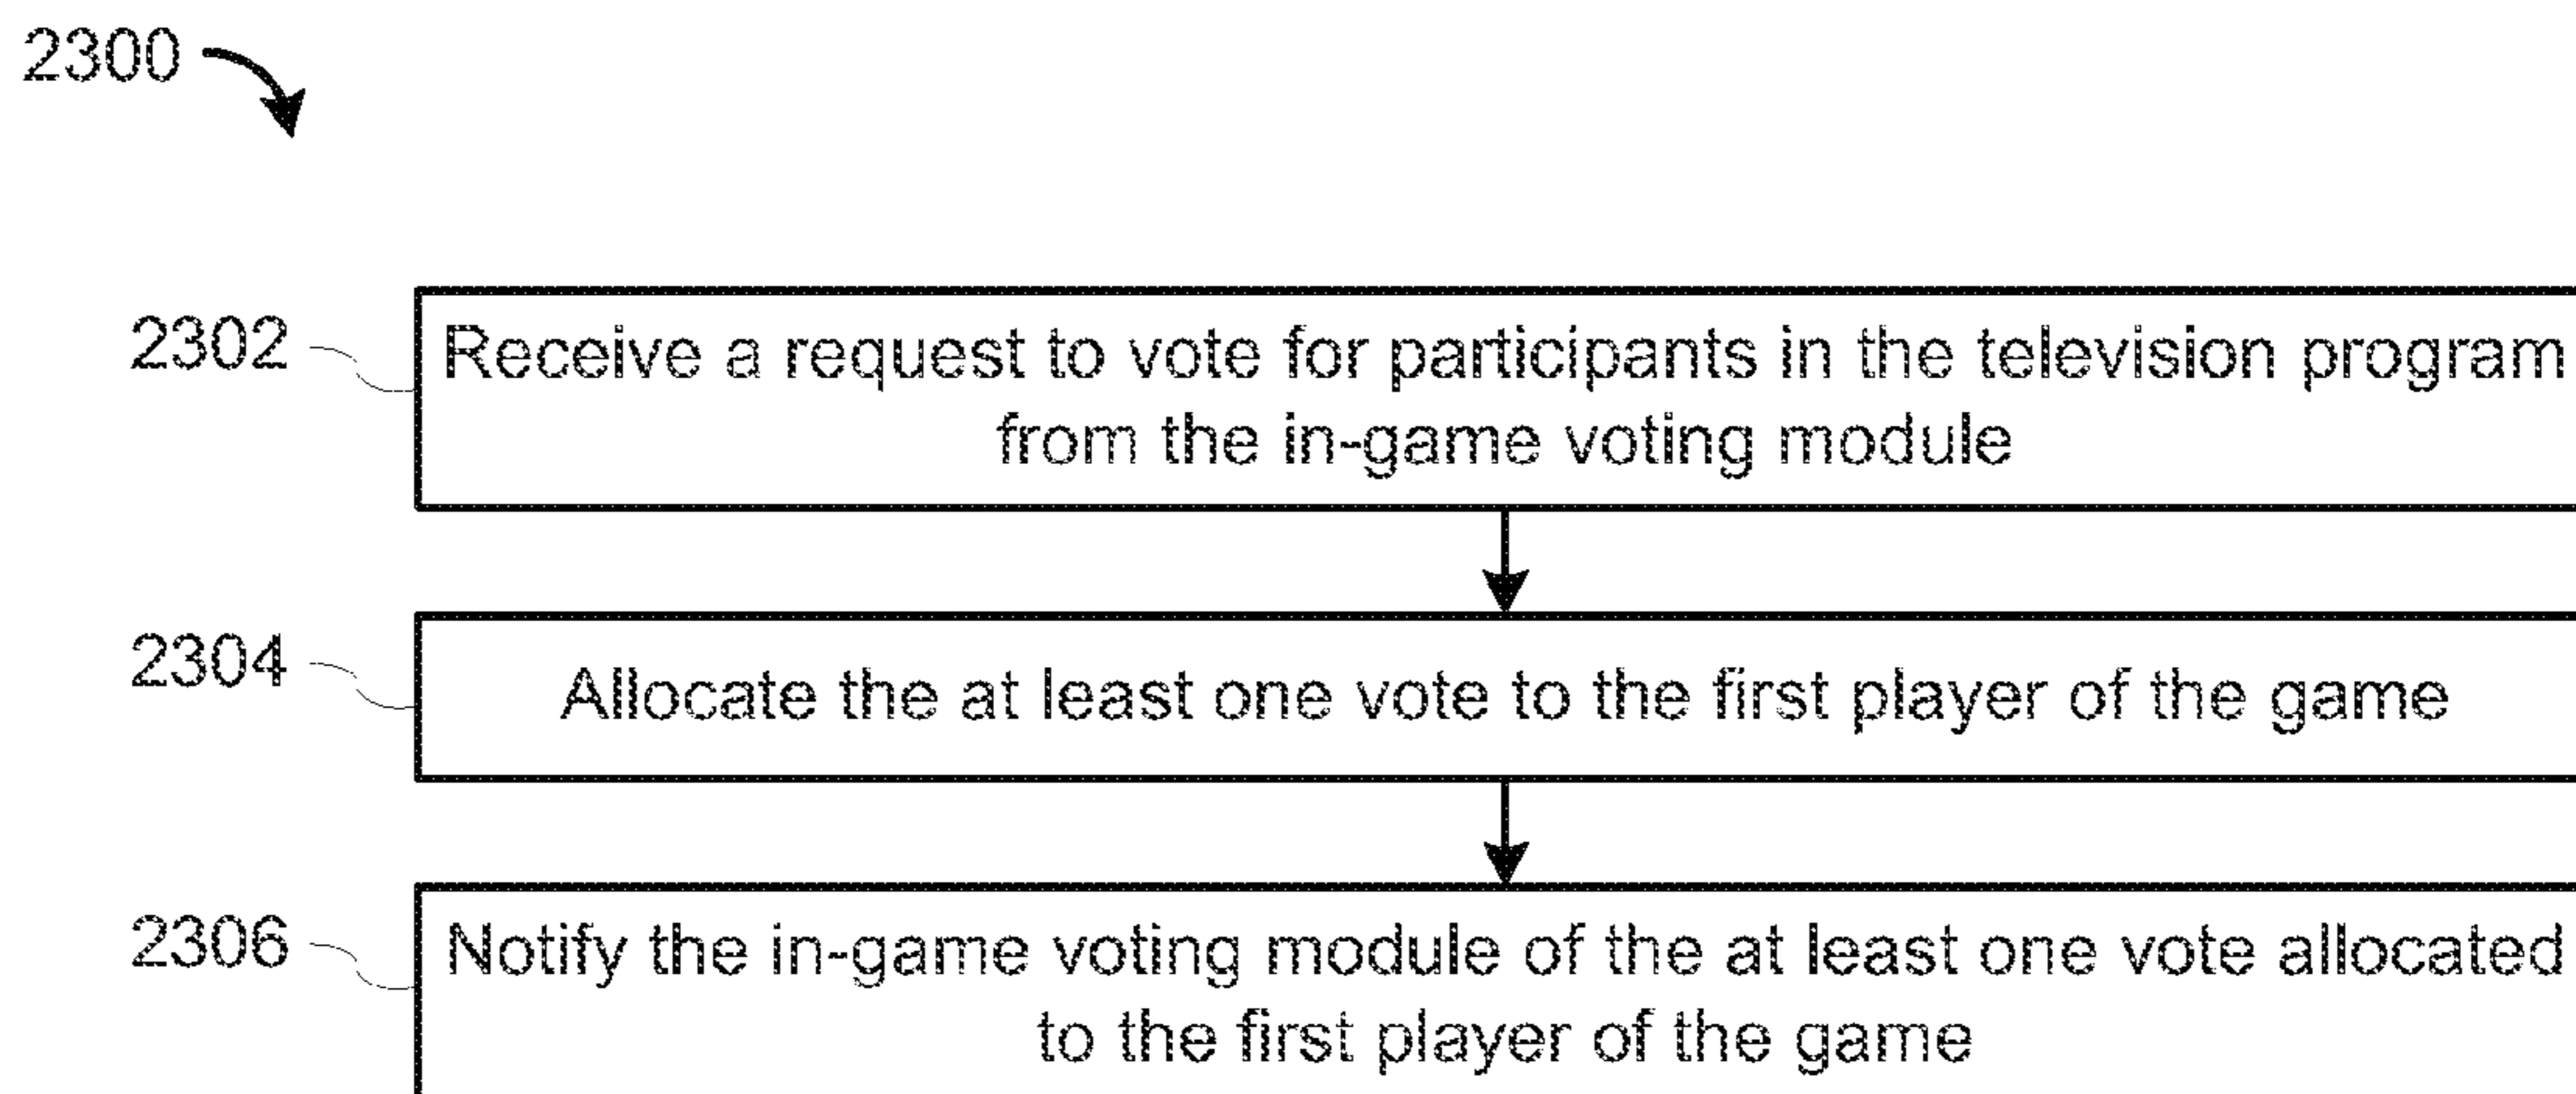 2300
2302
Receive a request to vote for participants in the television program
from the in-game voting module
2304
Allocate the at least one vote to the first player of the game
2306
Notify the in-game voting module of the at least one vote allocated
to the first player of the game